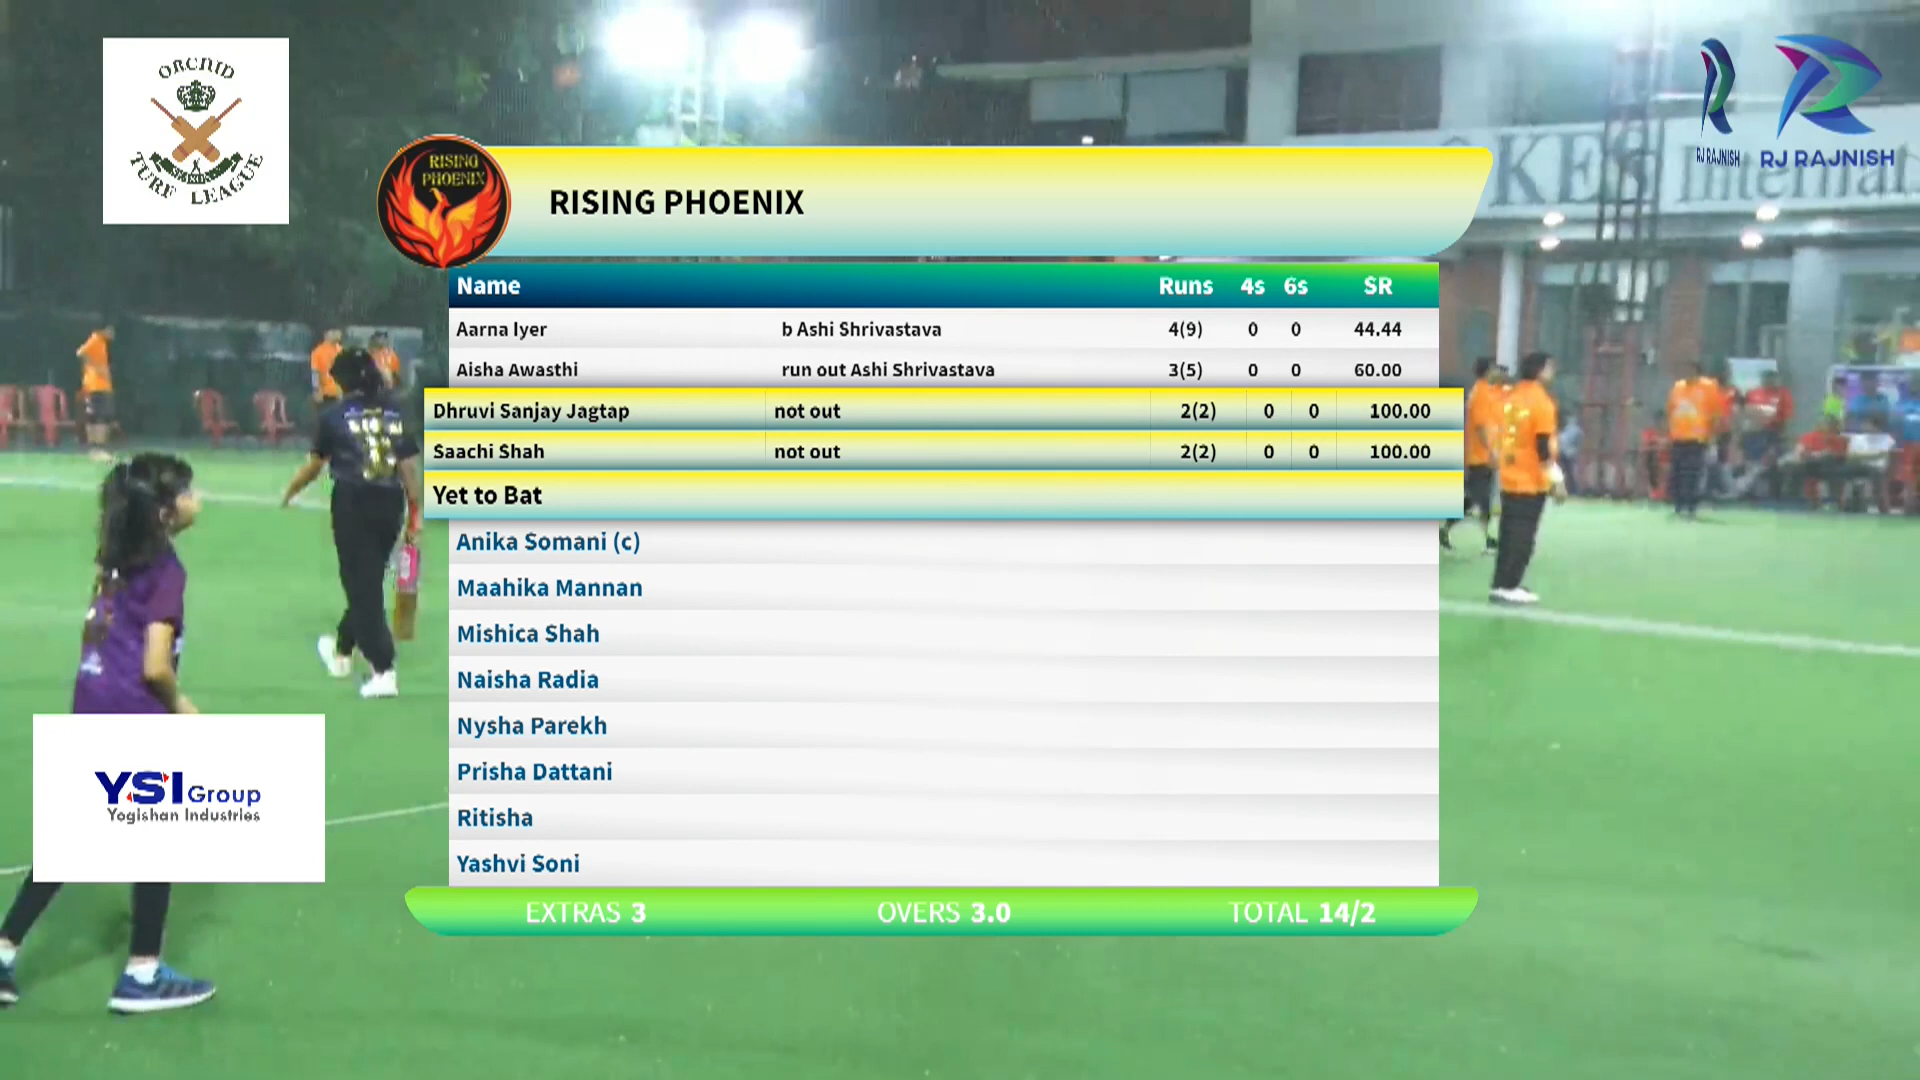 ORCHID
TURF LEAGUE
RJ RAJNISH
RJ RAJNISH
KES Internat
RISING
PHOENIX
RISING PHOENIX
Name Runs 4s 6s SR
Aarna Iyer b Ashi Shrivastava 4(9) 0 0 44.44
Aisha Awasthi run out Ashi Shrivastava 3(5) 0 0 60.00
Dhruvi Sanjay Jagtap not out 2(2) 0 0 100.00
Saachi Shah not out 2(2) 0 0 100.00
Yet to Bat
Anika Somani (c)
Maahika Mannan
Mishica Shah
Naisha Radia
Nysha Parekh
Prisha Dattani
Ritisha
Yashvi Soni
YSI Group
Yogishan Industries
EXTRAS 3 OVERS 3.0 TOTAL 14/2